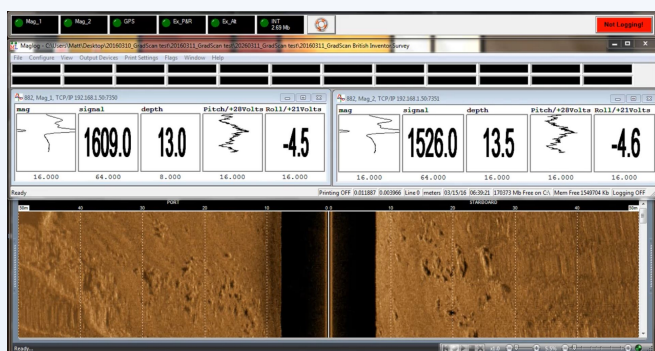 Mag_1 Mag_2 GPS Ex_P&R Ex_Alt INT
2.69 Mb
Not Logging!
Maglog - C:\Users\Matt\Desktop\20160310_GradScan test\20160311_GradScan test\20160311_GradScan British Inventor Survey
File Configure View Output Devices Print Settings Flags Window Help
882, Mag_1, TCP/IP 192.168.1.50:7350
mag signal depth Pitch/+28Volts Roll/+21Volts
1609.0 13.0 -4.5
16.000 64.000 8.000 16.000 16.000
882, Mag_2, TCP/IP 192.168.1.50:7351
mag signal depth Pitch/+28Volts Roll/+21Volts
1526.0 13.5 -4.6
16.000 64.000 16.000 16.000 16.000
Ready Printing OFF 0.011887 0.003966 Line 0 meters 03/15/16 06:39:21 170373 Mb Free on C:\ Mem Free 1549704 Kb Logging OFF
PORT STARBOARD
50m 40 30 20 10 0 0 10 20 30 40 50m
Ready...